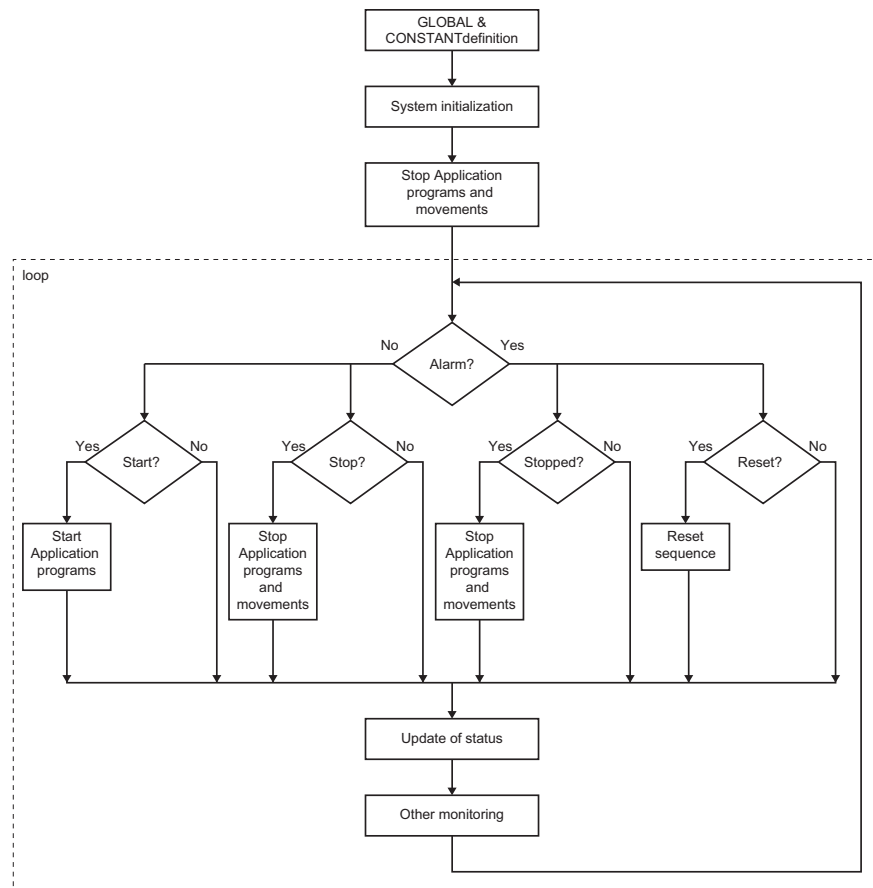 GLOBAL &
CONSTANTdefinition
System initialization
Stop Application
programs and
movements
loop
No
Yes
Alarm?
Yes
No
Start?
Yes
No
Stop?
Yes
No
Stopped?
Yes
No
Reset?
Start
Application
programs
Stop
Application
programs
and
movements
Stop
Application
programs
and
movements
Reset
sequence
Update of status
Other monitoring